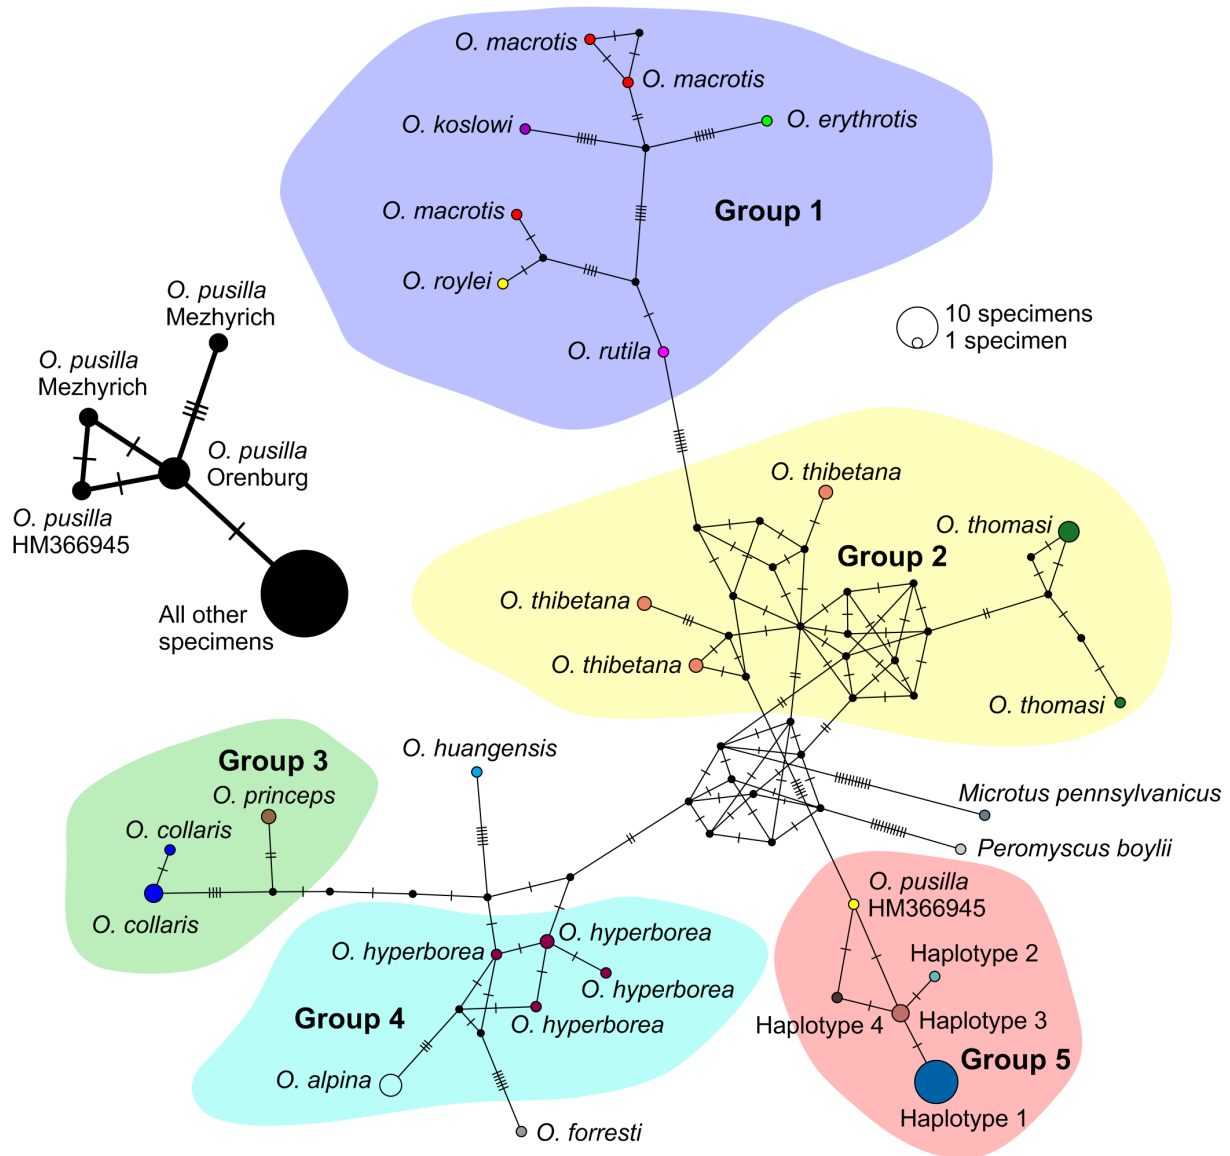 O. macrotis
O. macrotis
O. koslowi
O. erythrotis
O. macrotis
Group 1
O. roylei
O. rutila
10 specimens
1 specimen
O. pusilla
Mezhyrich
O. pusilla
Mezhyrich
O. pusilla
Orenburg
O. pusilla
HM366945
All other
specimens
O. thibetana
O. thomasi
Group 2
O. thibetana
O. thibetana
O. thomasi
Group 3
O. princeps
O. collaris
O. collaris
O. huangensis
Microtus pennsylvanicus
Peromyscus boylii
O. hyperborea
O. hyperborea
O. hyperborea
O. hyperborea
Group 4
O. alpina
O. forresti
O. pusilla
HM366945
Haplotype 2
Haplotype 4
Haplotype 3
Group 5
Haplotype 1